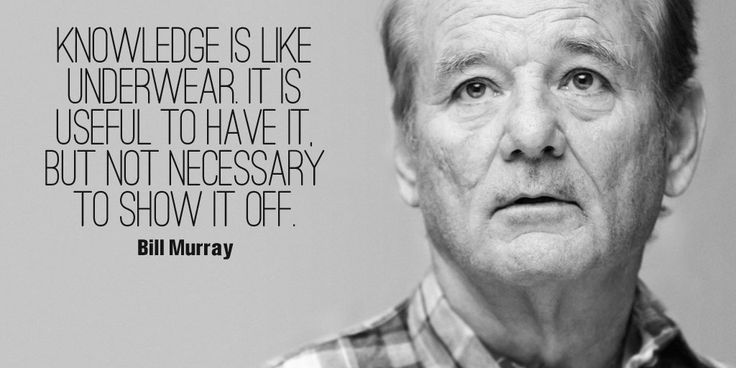 KNOWLEDGE IS LIKE
UNDERWEAR. IT IS
USEFUL TO HAVE IT,
BUT NOT NECESSARY
TO SHOW IT OFF.
Bill Murray